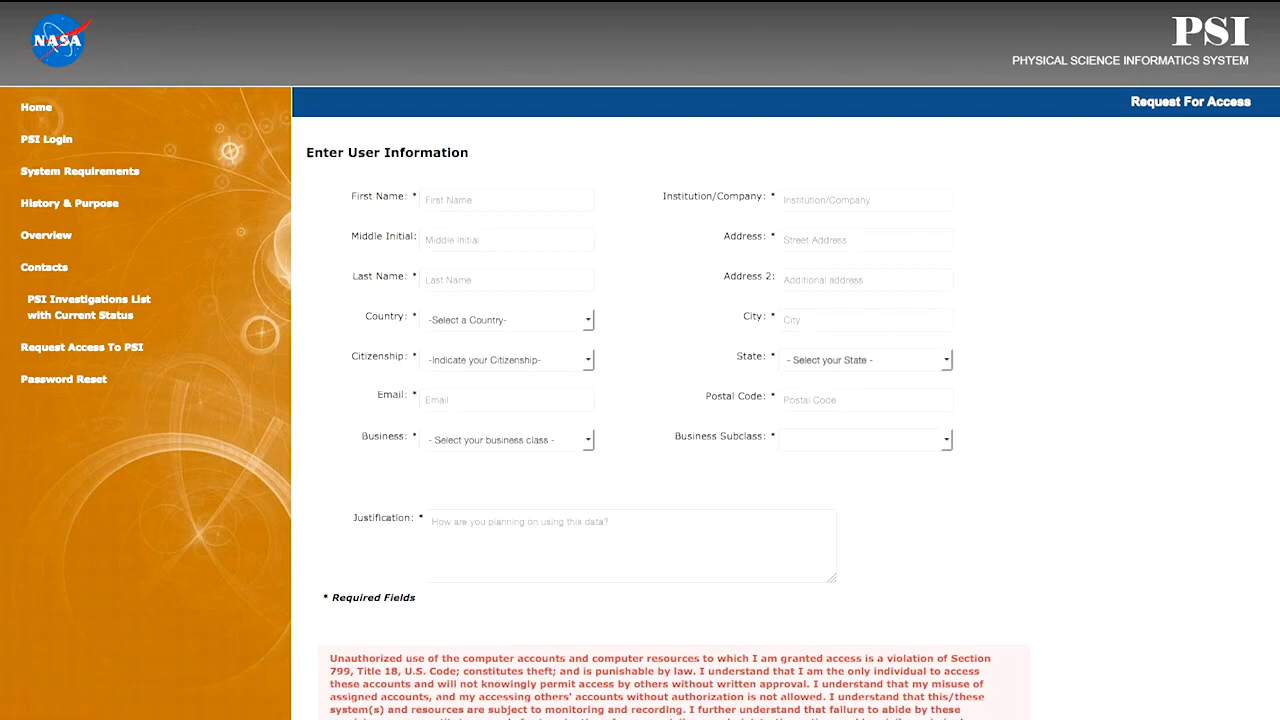 NASA
PSI
PHYSICAL SCIENCE INFORMATICS SYSTEM
Request For Access
Home
PSI Login
System Requirements
History & Purpose
Overview
Contacts
PSI Investigations List
with Current Status
Request Access To PSI
Password Reset
Enter User Information
First Name: * First Name
Institution/Company: * Institution/Company
Middle Initial: Middle Initial
Address: * Street Address
Last Name: * Last Name
Address 2: Additional address
Country: * -Select a Country-
City: * City
Citizenship: * -Indicate your Citizenship-
State: * - Select your State -
Email: * Email
Postal Code: * Postal Code
Business: * - Select your business class -
Business Subclass: *
Justification: * How are you planning on using this data?
* Required Fields
Unauthorized use of the computer accounts and computer resources to which I am granted access is a violation of Section
799, Title 18, U.S. Code; constitutes theft; and is punishable by law. I understand that I am the only individual to access
these accounts and will not knowingly permit access by others without written approval. I understand that my misuse of
assigned accounts, and my accessing others' accounts without authorization is not allowed. I understand that this/these
system(s) and resources are subject to monitoring and recording. I further understand that failure to abide by these